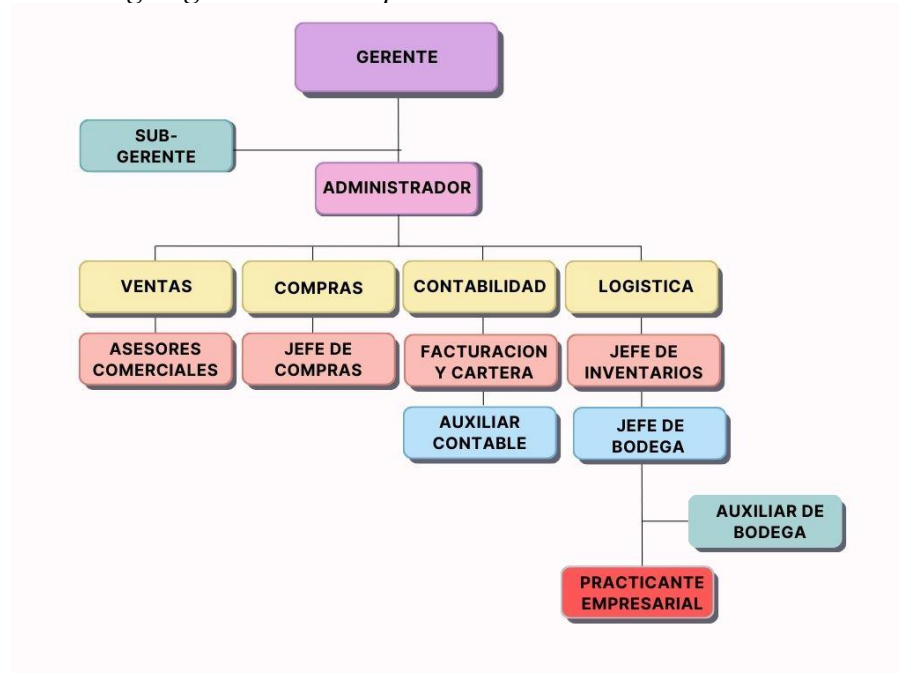 GERENTE
SUB-
GERENTE
ADMINISTRADOR
VENTAS
COMPRAS
CONTABILIDAD
LOGISTICA
ASESORES
COMERCIALES
JEFE DE
COMPRAS
FACTURACION
Y CARTERA
JEFE DE
INVENTARIOS
AUXILIAR
CONTABLE
JEFE DE
BODEGA
AUXILIAR DE
BODEGA
PRACTICANTE
EMPRESARIAL